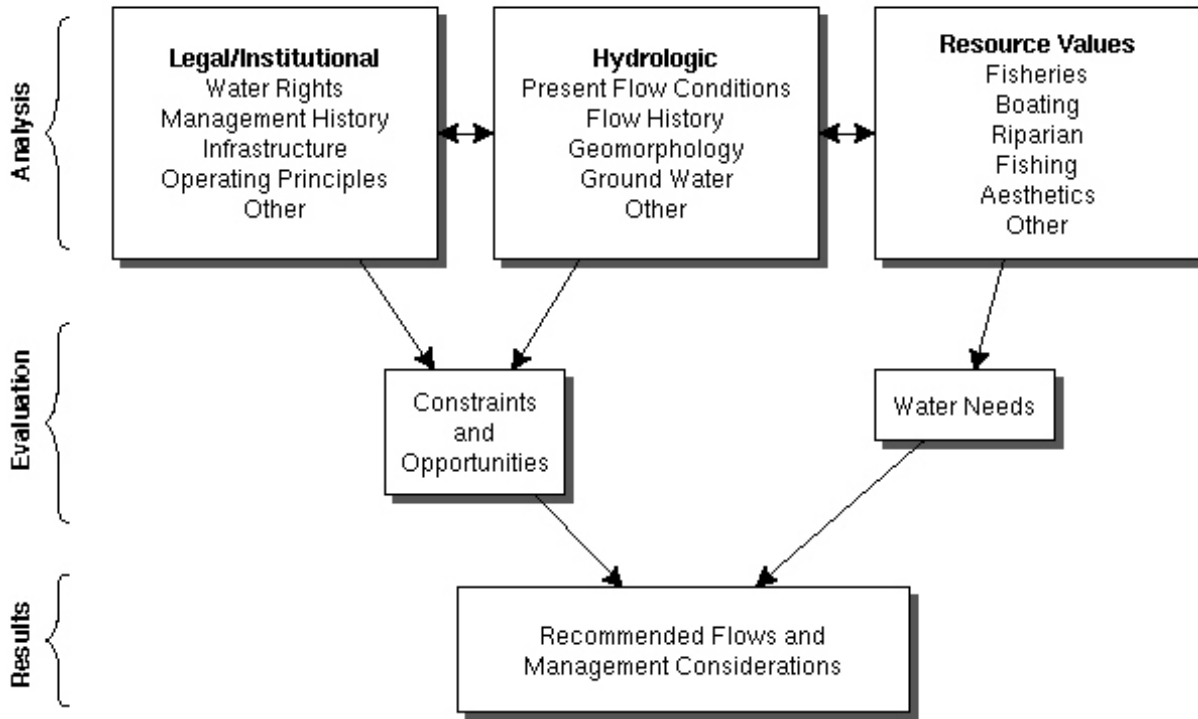 Analysis
Legal/Institutional
Water Rights
Management History
Infrastructure
Operating Principles
Other
Hydrologic
Present Flow Conditions
Flow History
Geomorphology
Ground Water
Other
Resource Values
Fisheries
Boating
Riparian
Fishing
Aesthetics
Other
Evaluation
Constraints
and
Opportunities
Water Needs
Results
Recommended Flows and
Management Considerations